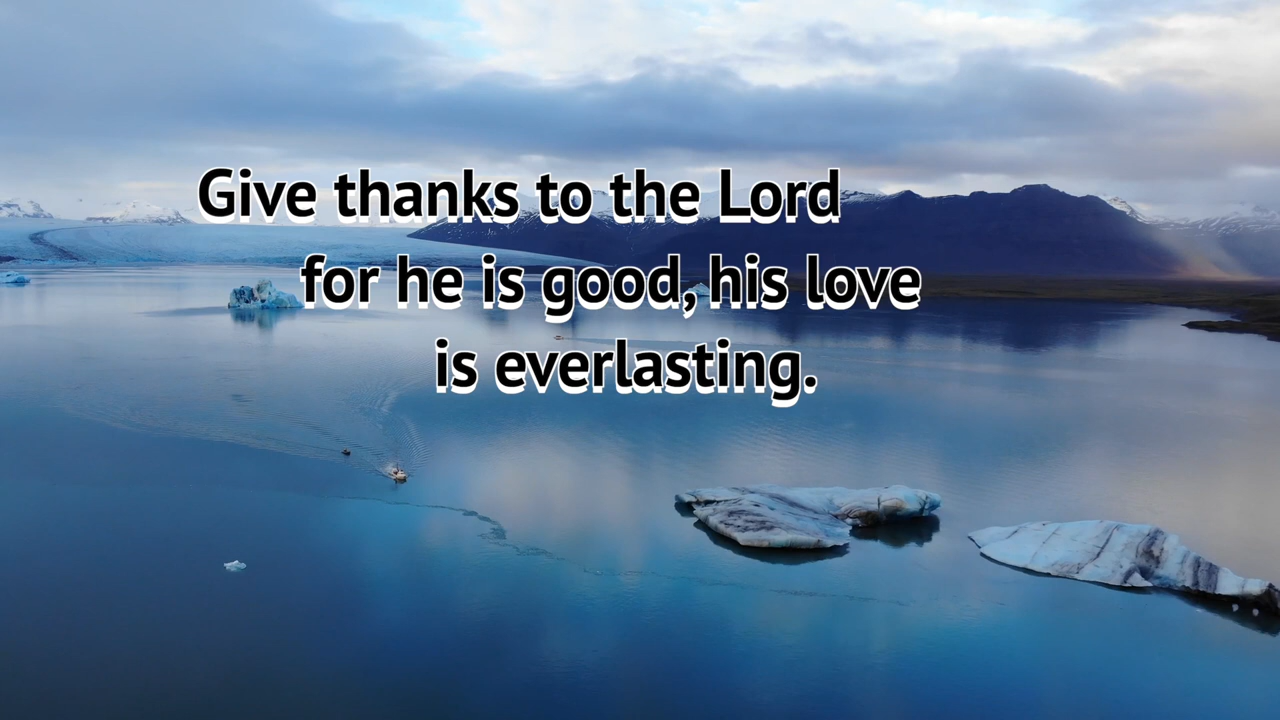 Give thanks to the Lord
for he is good, his love
is everlasting.